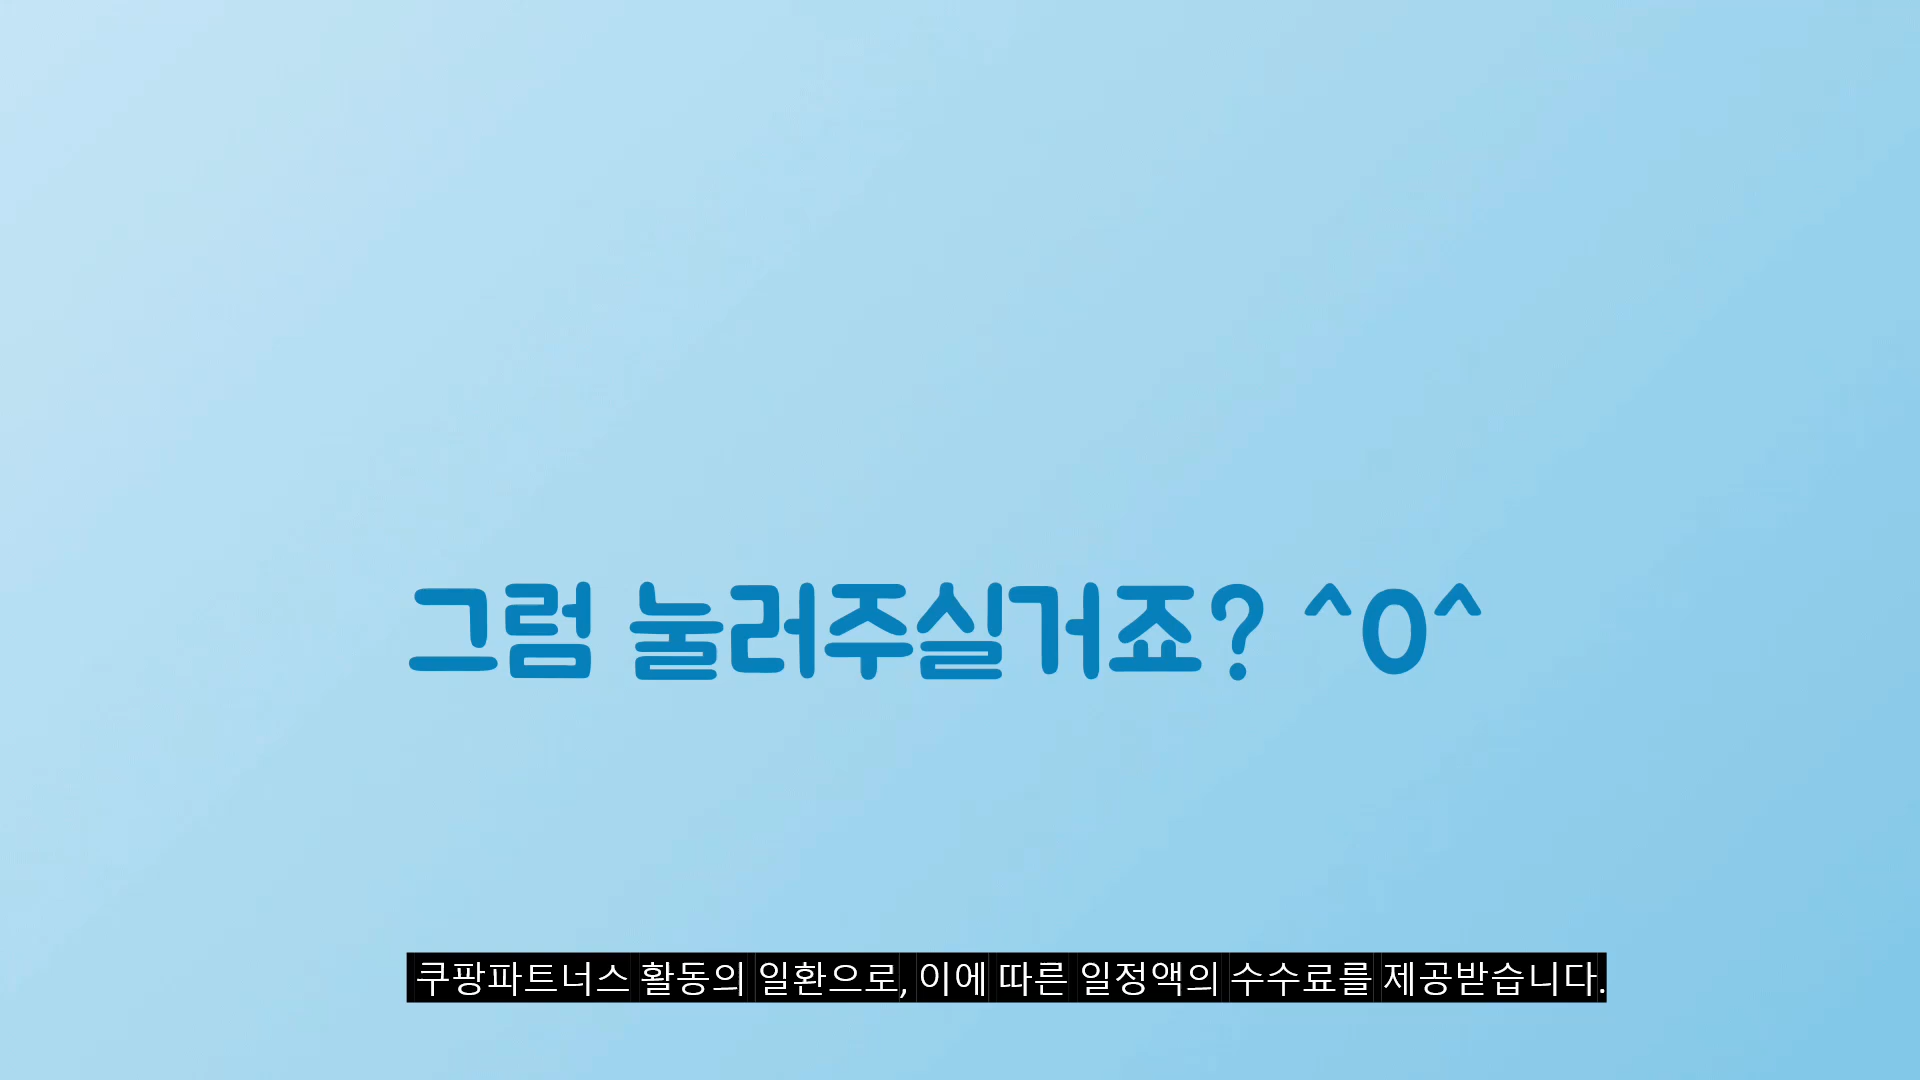 그럼 눌러주실거죠? ^0^
쿠팡파트너스 활동의 일환으로, 이에 따른 일정액의 수수료를 제공받습니다.